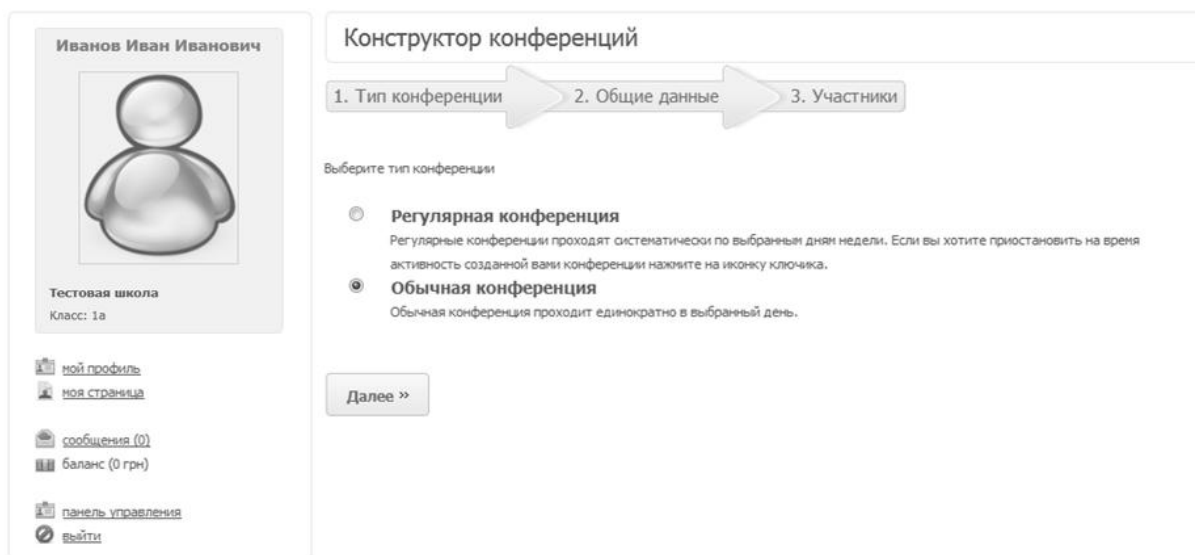 Иванов Иван Иванович
Тестовая школа
Класс: 1а
мой профиль
моя страница
сообщения (0)
баланс (0 грн)
панель управления
выйти
Конструктор конференций
1. Тип конференции
2. Общие данные
3. Участники
Выберите тип конференции
Регулярная конференция
Регулярные конференции проходят систематически по выбранным дням недели. Если вы хотите приостановить на время
активность созданной вами конференции нажмите на иконку ключика.
Обычная конференция
Обычная конференция проходит единократно в выбранный день.
Далее »